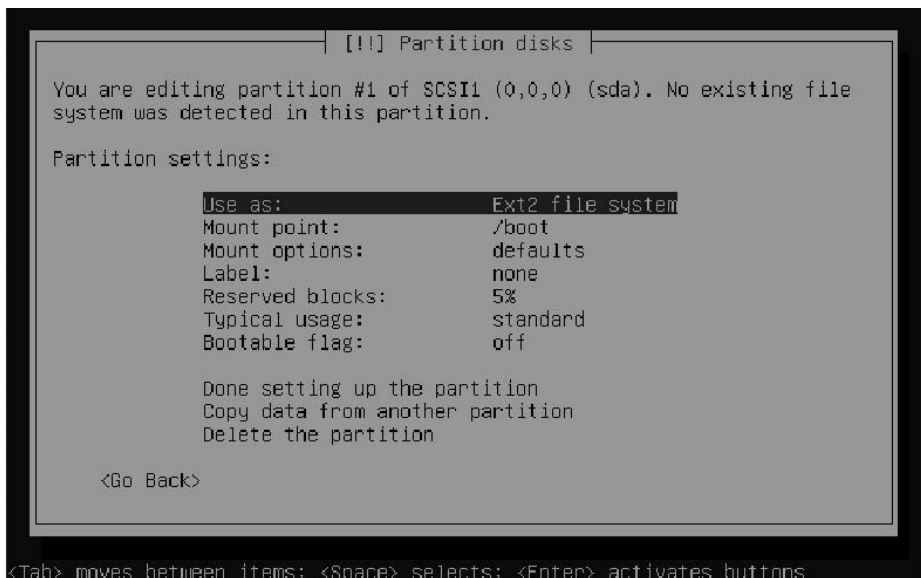 [!!] Partition disks
You are editing partition #1 of SCSI1 (0,0,0) (sda). No existing file
system was detected in this partition.
Partition settings:
Use as: Ext2 file system
Mount point: /boot
Mount options: defaults
Label: none
Reserved blocks: 5%
Typical usage: standard
Bootable flag: off
Done setting up the partition
Copy data from another partition
Delete the partition
<Go Back>
<Tab> moves between items; <Space> selects; <Enter> activates buttons